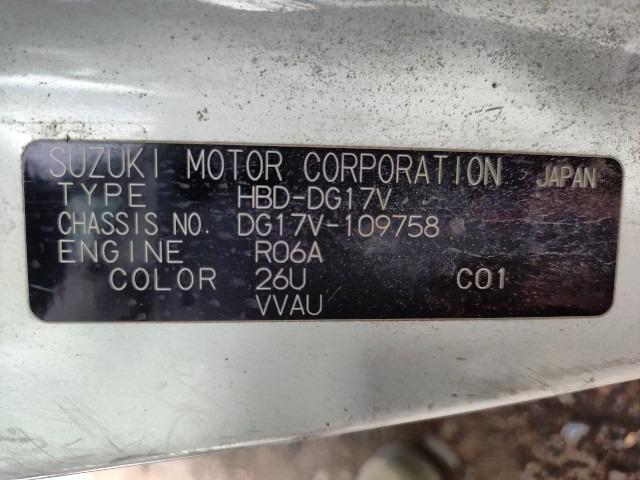 SUZUKI MOTOR CORPORATION JAPAN
TYPE HBD-DG17V
CHASSIS NO. DG17V-109758
ENGINE R06A
COLOR 26U C01
VVAU